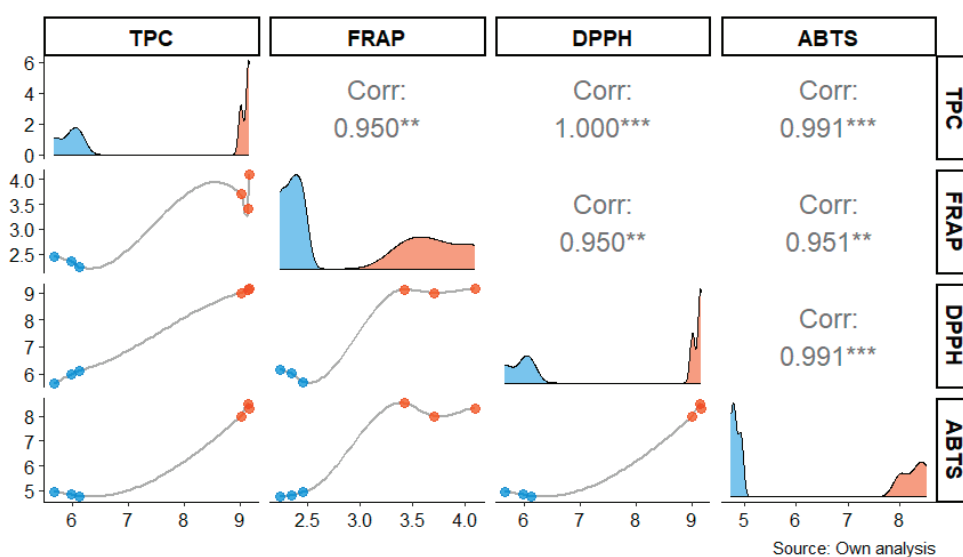 TPC FRAP DPPH ABTS
6
4
2
0
Corr:
0.950**
Corr:
1.000***
Corr:
0.991***
TPC
4.0
3.5
3.0
2.5
Corr:
0.950**
Corr:
0.951**
FRAP
9
8
7
6
Corr:
0.991***
DPPH
8
7
6
5
ABTS
6 7 8 9 2.5 3.0 3.5 4.0 6 7 8 9 5 6 7 8
Source: Own analysis